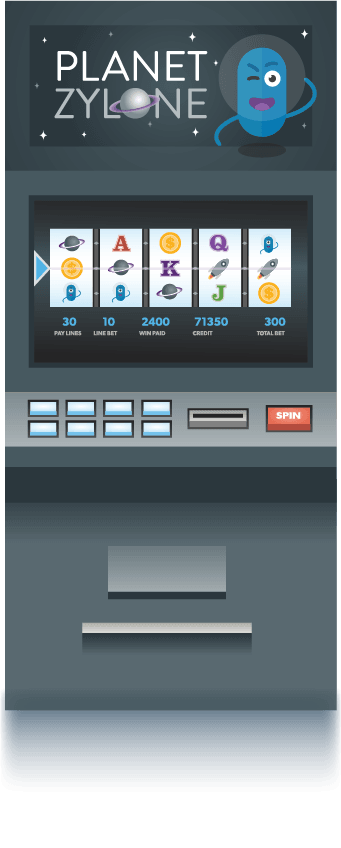 PLANET
ZYLONE
A Q
K
J
30 10 2400 71350 300
PAY LINES LINE BET WIN PAID CREDIT TOTAL BET
SPIN